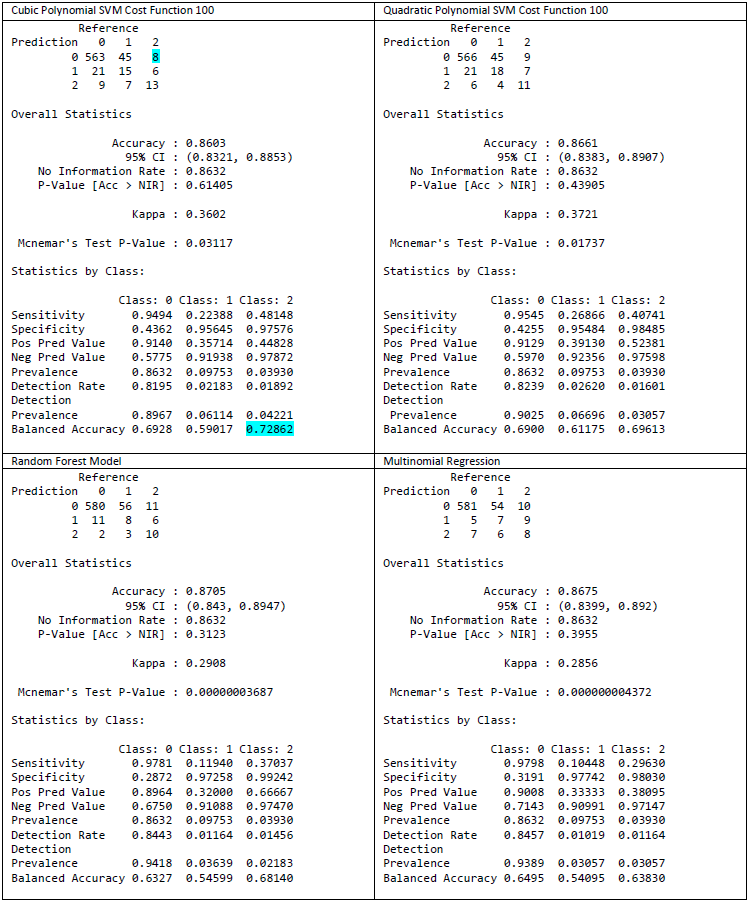 Cubic Polynomial SVM Cost Function 100
Reference
Prediction 0 1 2
0 563 45 8
1 21 15 6
2 9 7 13
Overall Statistics
Accuracy : 0.8603
95% CI : (0.8321, 0.8853)
No Information Rate : 0.8632
P-Value [Acc > NIR] : 0.61405
Kappa : 0.3602
Mcnemar's Test P-Value : 0.03117
Statistics by Class:
Class: 0 Class: 1 Class: 2
Sensitivity 0.9494 0.22388 0.48148
Specificity 0.4362 0.95645 0.97576
Pos Pred Value 0.9140 0.35714 0.44828
Neg Pred Value 0.5775 0.91938 0.97872
Prevalence 0.8632 0.09753 0.03930
Detection Rate 0.8195 0.02183 0.01892
Detection
Prevalence 0.8967 0.06114 0.04221
Balanced Accuracy 0.6928 0.59017 0.72862
Quadratic Polynomial SVM Cost Function 100
Reference
Prediction 0 1 2
0 566 45 9
1 21 18 7
2 6 4 11
Overall Statistics
Accuracy : 0.8661
95% CI : (0.8383, 0.8907)
No Information Rate : 0.8632
P-Value [Acc > NIR] : 0.43905
Kappa : 0.3721
Mcnemar's Test P-Value : 0.01737
Statistics by Class:
Class: 0 Class: 1 Class: 2
Sensitivity 0.9545 0.26866 0.40741
Specificity 0.4255 0.95484 0.98485
Pos Pred Value 0.9129 0.39130 0.52381
Neg Pred Value 0.5970 0.92356 0.97598
Prevalence 0.8632 0.09753 0.03930
Detection Rate 0.8239 0.02620 0.01601
Detection
Prevalence 0.9025 0.06696 0.03057
Balanced Accuracy 0.6900 0.61175 0.69613
Random Forest Model
Reference
Prediction 0 1 2
0 580 56 11
1 11 8 6
2 2 3 10
Overall Statistics
Accuracy : 0.8705
95% CI : (0.843, 0.8947)
No Information Rate : 0.8632
P-Value [Acc > NIR] : 0.3123
Kappa : 0.2908
Mcnemar's Test P-Value : 0.00000003687
Statistics by Class:
Class: 0 Class: 1 Class: 2
Sensitivity 0.9781 0.11940 0.37037
Specificity 0.2872 0.97258 0.99242
Pos Pred Value 0.8964 0.32000 0.66667
Neg Pred Value 0.6750 0.91088 0.97470
Prevalence 0.8632 0.09753 0.03930
Detection Rate 0.8443 0.01164 0.01456
Detection
Prevalence 0.9418 0.03639 0.02183
Balanced Accuracy 0.6327 0.54599 0.68140
Multinomial Regression
Reference
Prediction 0 1 2
0 581 54 10
1 5 7 9
2 7 6 8
Overall Statistics
Accuracy : 0.8675
95% CI : (0.8399, 0.892)
No Information Rate : 0.8632
P-Value [Acc > NIR] : 0.3955
Kappa : 0.2856
Mcnemar's Test P-Value : 0.000000004372
Statistics by Class:
Class: 0 Class: 1 Class: 2
Sensitivity 0.9798 0.10448 0.29630
Specificity 0.3191 0.97742 0.98030
Pos Pred Value 0.9008 0.33333 0.38095
Neg Pred Value 0.7143 0.90991 0.97147
Prevalence 0.8632 0.09753 0.03930
Detection Rate 0.8457 0.01019 0.01164
Detection
Prevalence 0.9389 0.03057 0.03057
Balanced Accuracy 0.6495 0.54095 0.63830